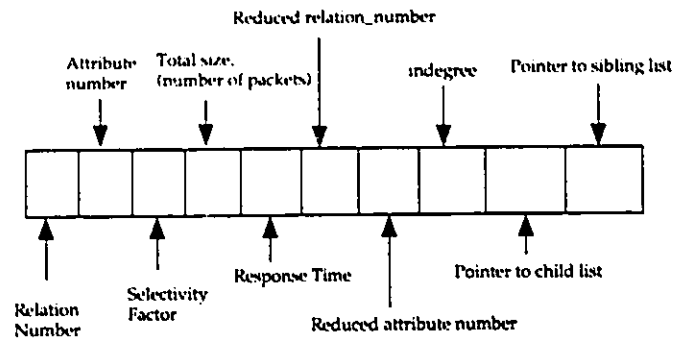 Reduced relation_number
Attribute
number
Total size.
(number of packets)
indegree
Pointer to sibling list
Relation
Number
Selectivity
Factor
Response Time
Reduced attribute number
Pointer to child list